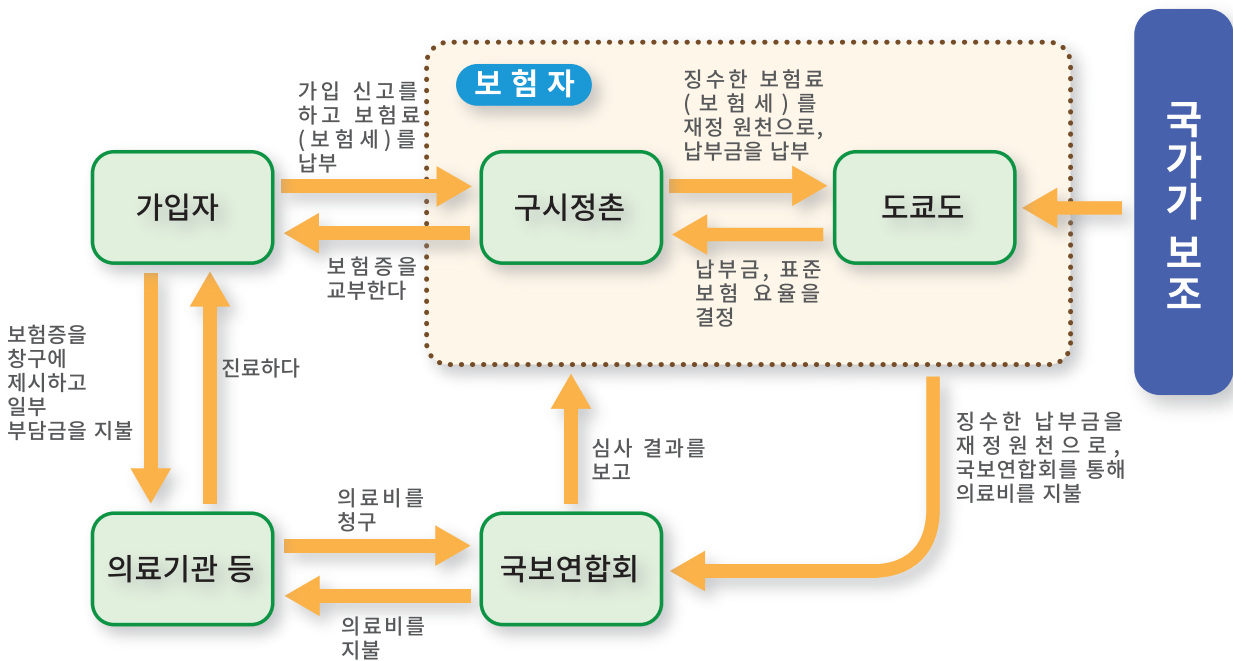 보험자
가입 신고를
하고 보험료
(보험세)를
납부
징수한 보험료
(보험세)를
재정 원천으로,
납부금을 납부
국가가 보조
가입자
구시정촌
도쿄도
보험증을
교부한다
납부금, 표준
보험 요율을
결정
보험증을
창구에
제시하고
일부
부담금을 지불
진료하다
심사 결과를
보고
징수한 납부금을
재정원천으로,
국보연합회를 통해
의료비를 지불
의료비를
청구
의료기관 등
국보연합회
의료비를
지불